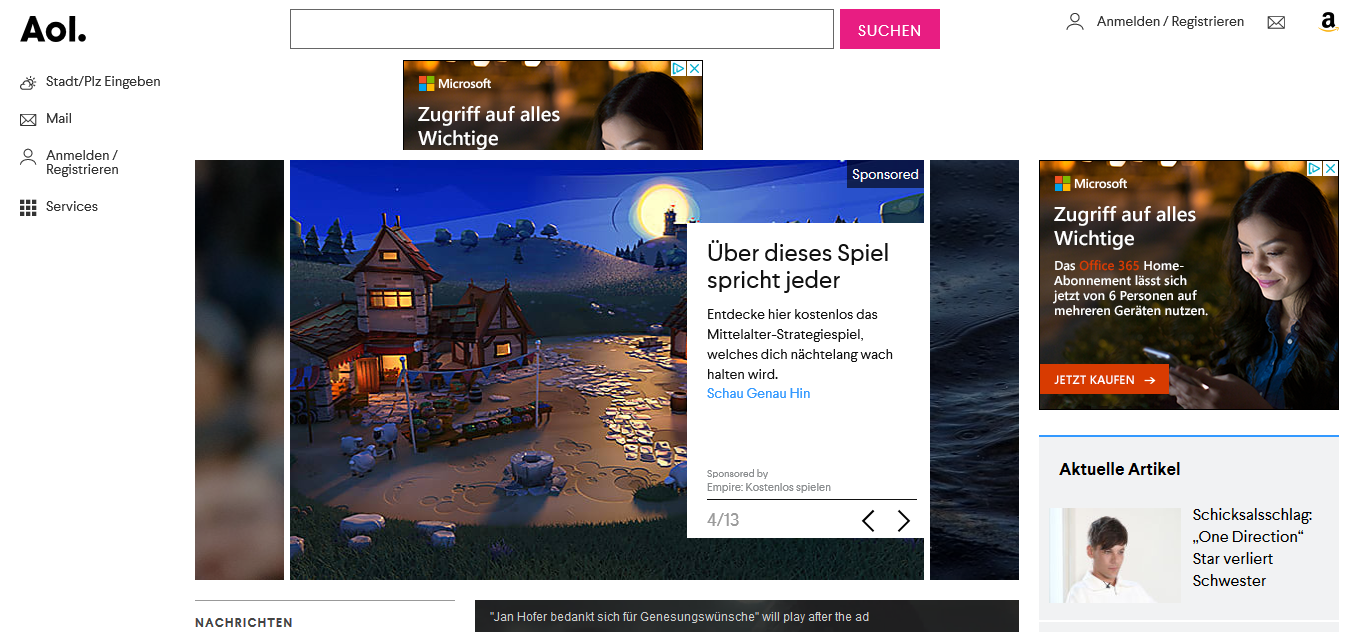 Aol.
SUCHEN
Anmelden / Registrieren
a
Stadt/Plz Eingeben
Mail
Anmelden /
Registrieren
Services
Microsoft
Zugriff auf alles
Wichtige
Sponsored
Über dieses Spiel
spricht jeder
Entdecke hier kostenlos das
Mittelalter-Strategiespiel,
welches dich nächtelang wach
halten wird.
Schau Genau Hin
Sponsored by
Empire: Kostenlos spielen
4/13
Microsoft
Zugriff auf alles
Wichtige
Das Office 365 Home-
Abonnement lässt sich
jetzt von 6 Personen auf
mehreren Geräten nutzen.
JETZT KAUFEN
Aktuelle Artikel
Schicksalsschlag:
„One Direction“
Star verliert
Schwester
NACHRICHTEN
"Jan Hofer bedankt sich für Genesungswünsche" will play after the ad